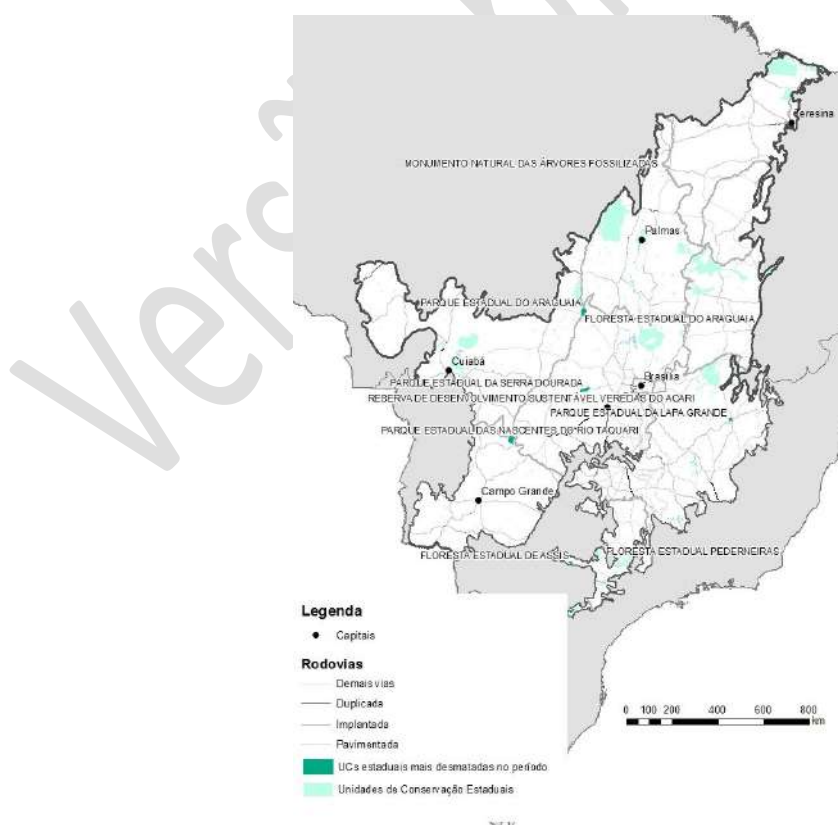 Teresina
MONUMENTO NATURAL DAS ÁRVORES FOSSILIZADAS
Palmas
PARQUE ESTADUAL DO ARAGUAIA
FLORESTA ESTADUAL DO ARAGUAIA
Cuiabá
PARQUE ESTADUAL DA SERRA DOURADA
Brasília
RESERVA DE DESENVOLVIMENTO SUSTENTÁVEL VEREDAS DO ACARI
PARQUE ESTADUAL DA LAPA GRANDE
PARQUE ESTADUAL DAS NASCENTES DO RIO TAQUARI
Campo Grande
FLORESTA ESTADUAL DE ASSIS
FLORESTA ESTADUAL PEDERNEIRAS
Legenda
Capitais
Rodovias
Demais vias
Duplicada
Implantada
Pavimentada
UCs estaduais mais desmatadas no período
Unidades de Conservação Estaduais
0 100 200 400 600 800
km